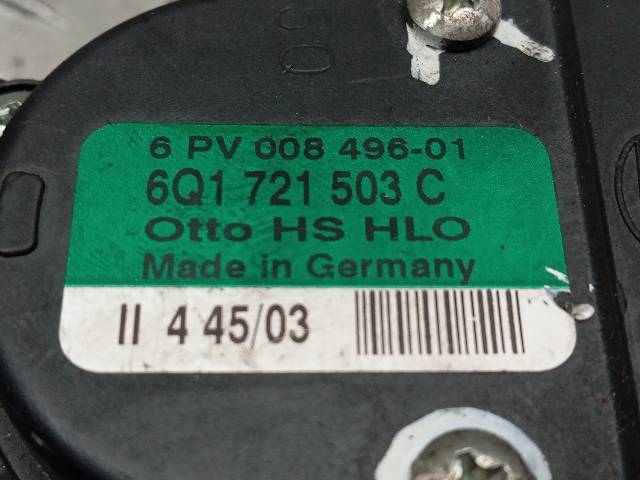 6 PV 008 496-01
6Q1 721 503 C
Otto HS HLO
Made in Germany
II 4 45/03